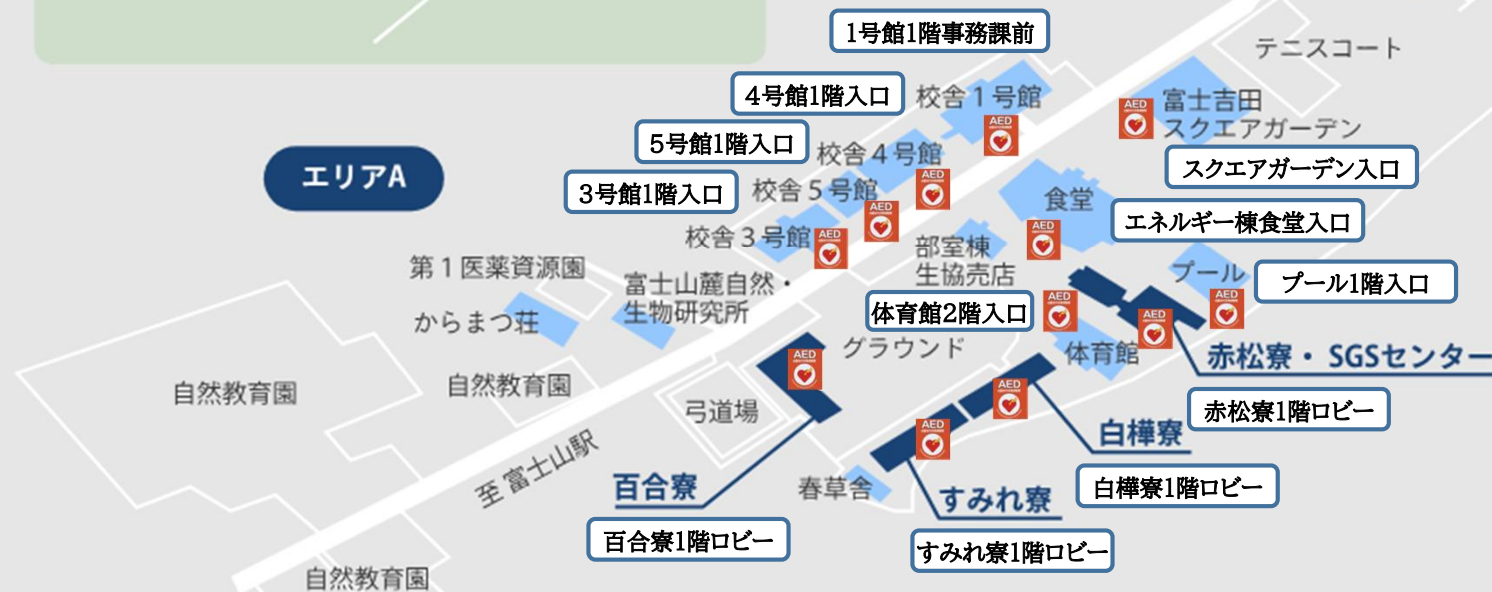 1号館1階事務課前
テニスコート
4号館1階入口
校舎1号館
AED
富士吉田
スクエアガーデン
AED
5号館1階入口
校舎4号館
スクエアガーデン入口
エリアA
AED
3号館1階入口
校舎5号館
食堂
AED
エネルギー棟食堂入口
校舎3号館
AED
AED
部室棟
生協売店
第1医薬資源園
富士山麓自然・
生物研究所
プール
プール1階入口
からまつ荘
体育館2階入口
AED
AED
AED
グラウンド
体育館
赤松寮・SGSセンター
AED
自然教育園
自然教育園
弓道場
AED
赤松寮1階ロビー
AED
白樺寮
至 富士山駅
百合寮
春草舎
すみれ寮
白樺寮1階ロビー
百合寮1階ロビー
すみれ寮1階ロビー
自然教育園